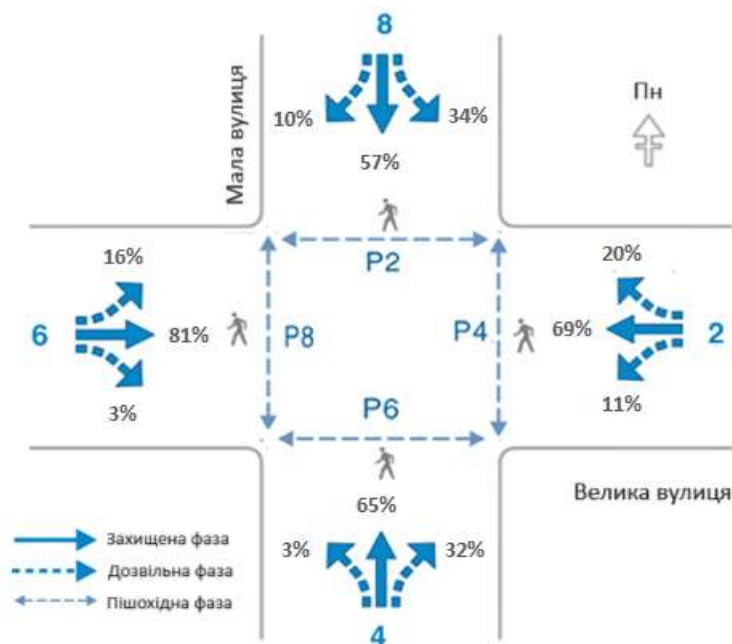 8
Пн
10%
34%
57%
Мала вулиця
P2
16%
20%
6
81%
P8
P4
69%
2
3%
11%
P6
65%
Велика вулиця
3%
32%
Захищена фаза
Дозвільна фаза
Пішохідна фаза
4